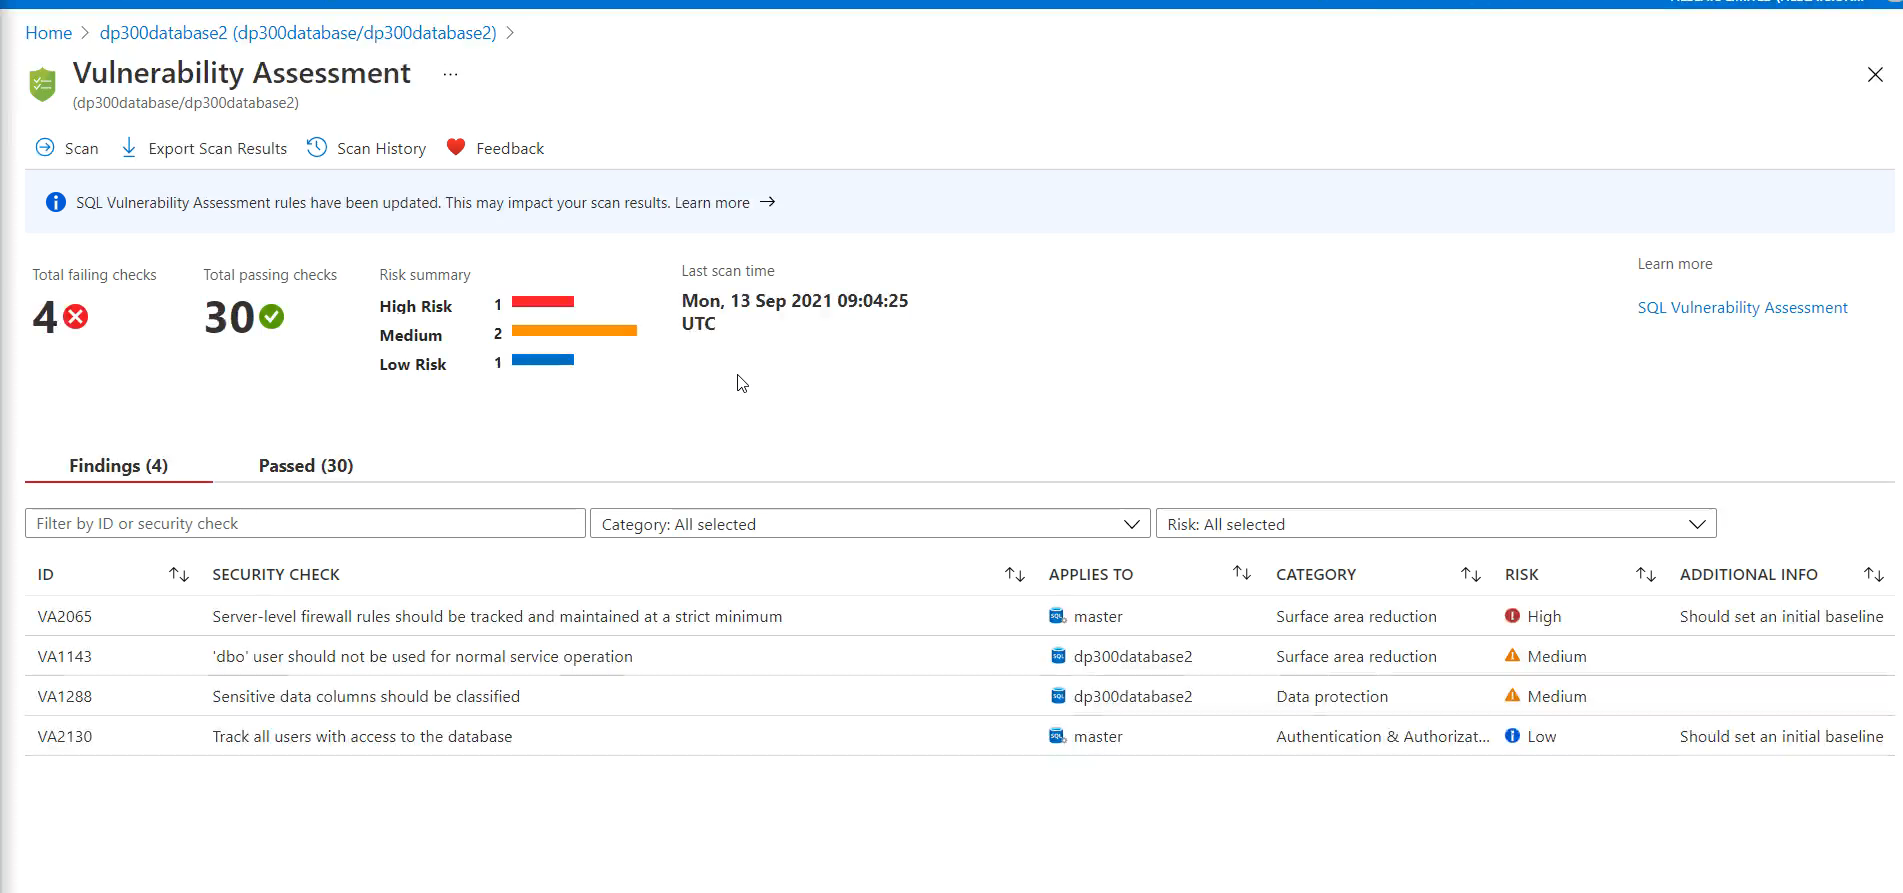 Home > dp300database2 (dp300database/dp300database2) >
Vulnerability Assessment ...
(dp300database/dp300database2)
Scan Export Scan Results Scan History Feedback
SQL Vulnerability Assessment rules have been updated. This may impact your scan results. Learn more →
Total failing checks Total passing checks Risk summary Last scan time Learn more
4 30 High Risk 1 Mon, 13 Sep 2021 09:04:25 SQL Vulnerability Assessment
Medium 2 UTC
Low Risk 1
Findings (4) Passed (30)
Filter by ID or security check Category: All selected Risk: All selected
ID SECURITY CHECK APPLIES TO CATEGORY RISK ADDITIONAL INFO
VA2065 Server-level firewall rules should be tracked and maintained at a strict minimum SQL master Surface area reduction High Should set an initial baseline
VA1143 'dbo' user should not be used for normal service operation SQL dp300database2 Surface area reduction Medium
VA1288 Sensitive data columns should be classified SQL dp300database2 Data protection Medium
VA2130 Track all users with access to the database SQL master Authentication & Authorizat... Low Should set an initial baseline